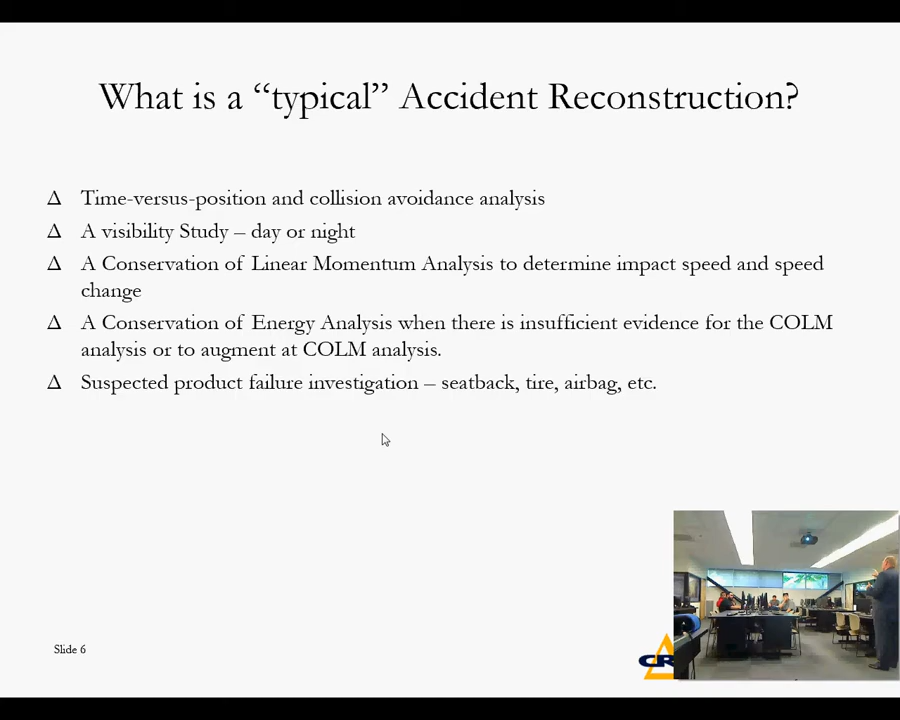 What is a “typical” Accident Reconstruction?
Δ Time-versus-position and collision avoidance analysis
Δ A visibility Study – day or night
Δ A Conservation of Linear Momentum Analysis to determine impact speed and speed
change
Δ A Conservation of Energy Analysis when there is insufficient evidence for the COLM
analysis or to augment at COLM analysis.
Δ Suspected product failure investigation – seatback, tire, airbag, etc.
Slide 6
CR